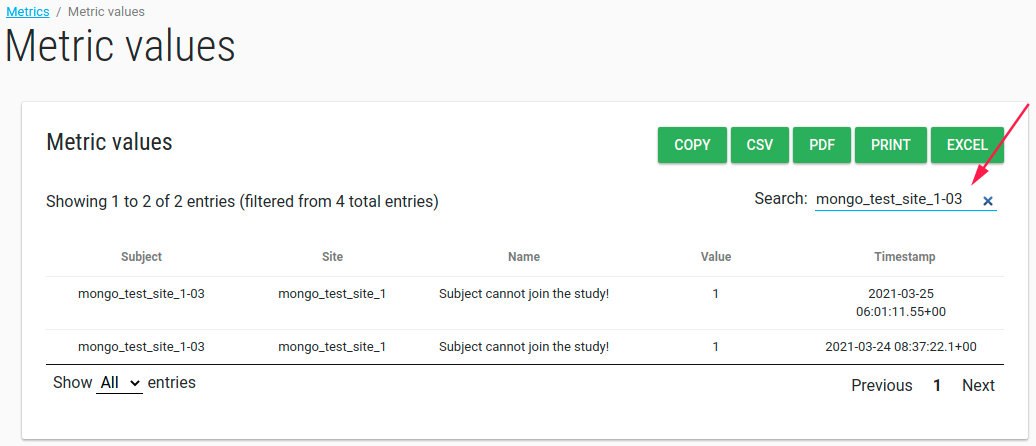 Metrics / Metric values
Metric values
Metric values
COPY CSV PDF PRINT EXCEL
Showing 1 to 2 of 2 entries (filtered from 4 total entries)
Search: mongo_test_site_1-03 ×
Subject Site Name Value Timestamp
mongo_test_site_1-03 mongo_test_site_1 Subject cannot join the study! 1 2021-03-25
06:01:11.55+00
mongo_test_site_1-03 mongo_test_site_1 Subject cannot join the study! 1 2021-03-24 08:37:22.1+00
Show All entries
Previous 1 Next